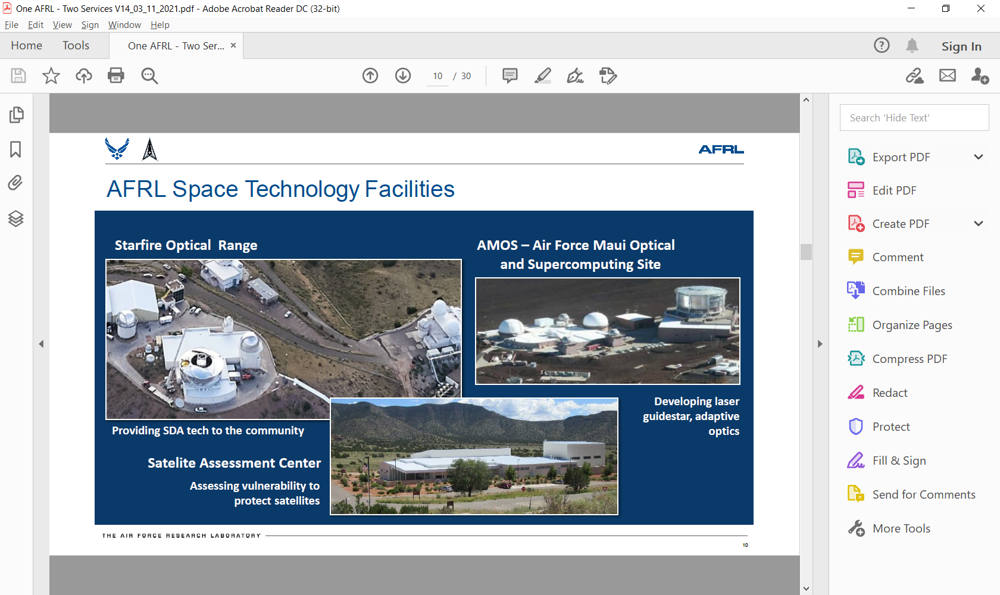 One AFRL - Two Services V14_03_11_2021.pdf - Adobe Acrobat Reader DC (32-bit)
File Edit View Sign Window Help
Home Tools One AFRL - Two Ser... ×
Sign In
10 / 30
Search 'Hide Text'
Export PDF
Edit PDF
Create PDF
Comment
Combine Files
Organize Pages
Compress PDF
Redact
Protect
Fill & Sign
Send for Comments
More Tools
AFRL
AFRL Space Technology Facilities
Starfire Optical Range
AMOS – Air Force Maui Optical
and Supercomputing Site
Providing SDA tech to the community
Developing laser
guidestar, adaptive
optics
Satelite Assessment Center
Assessing vulnerability to
protect satellites
THE AIR FORCE RESEARCH LABORATORY
10